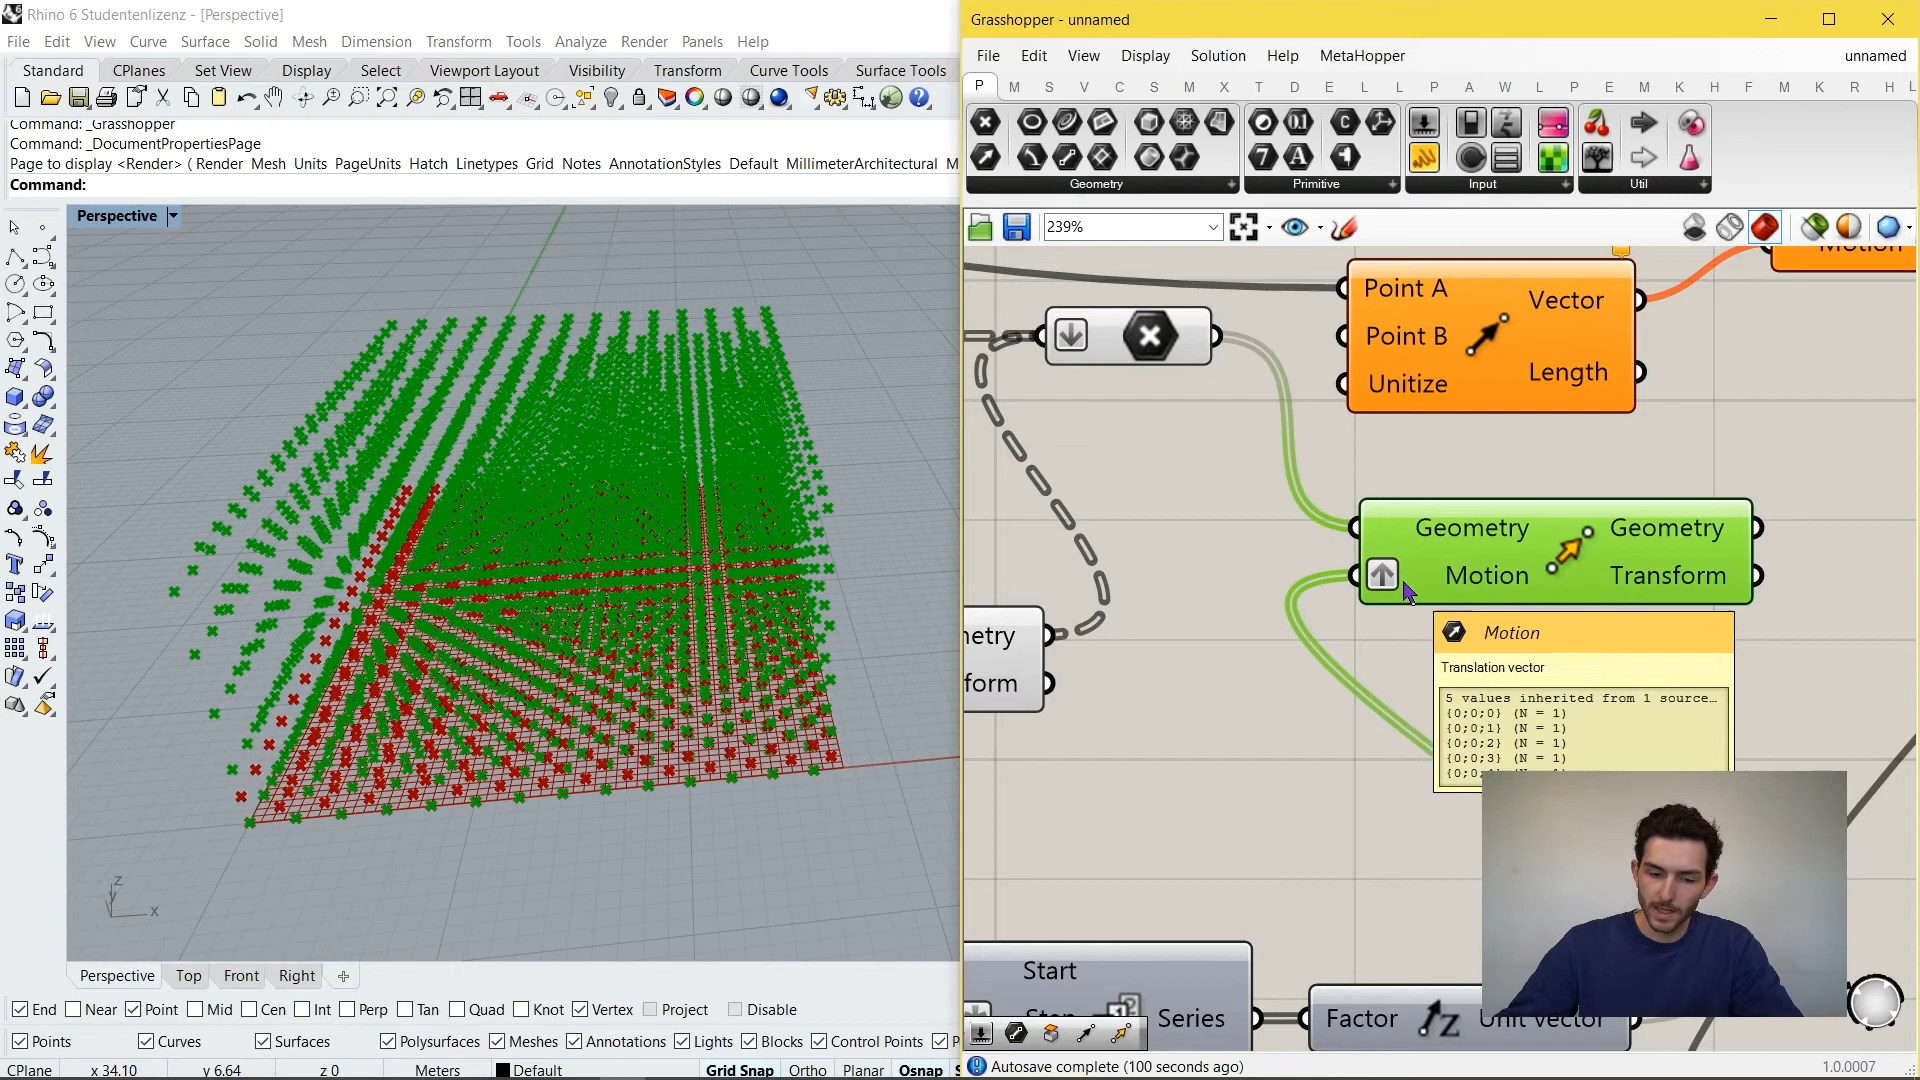 Rhino 6 Studentenlizenz - [Perspective]
File Edit View Curve Surface Solid Mesh Dimension Transform Tools Analyze Render Panels Help
Standard CPlanes Set View Display Select Viewport Layout Visibility Transform Curve Tools Surface Tools
Command: _Grasshopper
Command: _DocumentPropertiesPage
Page to display <Render> ( Render Mesh Units PageUnits Hatch Linetypes Grid Notes AnnotationStyles Default MillimeterArchitectural M
Command:
Perspective
z
x
Perspective Top Front Right
End Near Point Mid Cen Int Perp Tan Quad Knot Vertex Project Disable
Points Curves Surfaces Polysurfaces Meshes Annotations Lights Blocks Control Points P
CPlane x 34.10 y 6.64 z 0 Meters Default Grid Snap Ortho Planar Osnap S
Grasshopper - unnamed
File Edit View Display Solution Help MetaHopper unnamed
P M S V C S M X T D E L L P A W L P E M K H F M K R H L
Geometry Primitive Input Util
239%
Motion
Point A
Vector
Point B
Length
Unitize
Geometry Geometry
Motion Transform
Motion
Translation vector
5 values inherited from 1 source…
{0;0;0} (N = 1)
{0;0;1} (N = 1)
{0;0;2} (N = 1)
{0;0;3} (N = 1)
netry
form
Start
Series
Factor
Unit vector
Autosave complete (100 seconds ago)
1.0.0007